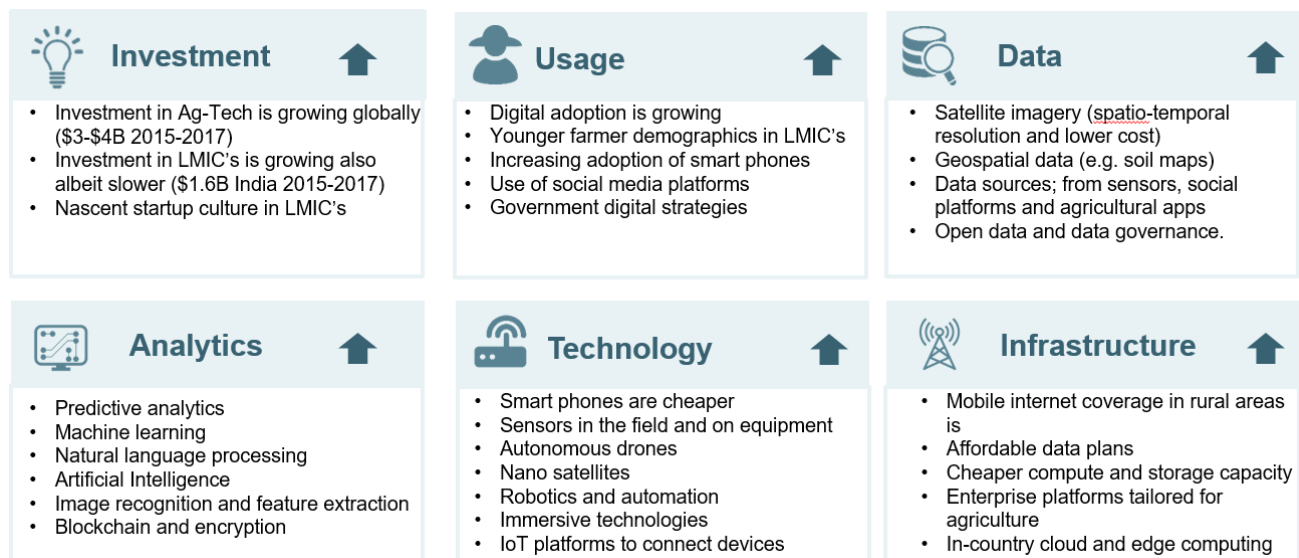 Investment
• Investment in Ag-Tech is growing globally
($3-$4B 2015-2017)
• Investment in LMIC's is growing also
albeit slower ($1.6B India 2015-2017)
• Nascent startup culture in LMIC's
Usage
• Digital adoption is growing
• Younger farmer demographics in LMIC's
• Increasing adoption of smart phones
• Use of social media platforms
• Government digital strategies
Data
• Satellite imagery (spatio-temporal
resolution and lower cost)
• Geospatial data (e.g. soil maps)
• Data sources; from sensors, social
platforms and agricultural apps
• Open data and data governance.
Analytics
• Predictive analytics
• Machine learning
• Natural language processing
• Artificial Intelligence
• Image recognition and feature extraction
• Blockchain and encryption
Technology
• Smart phones are cheaper
• Sensors in the field and on equipment
• Autonomous drones
• Nano satellites
• Robotics and automation
• Immersive technologies
• IoT platforms to connect devices
Infrastructure
• Mobile internet coverage in rural areas
is
• Affordable data plans
• Cheaper compute and storage capacity
• Enterprise platforms tailored for
agriculture
• In-country cloud and edge computing